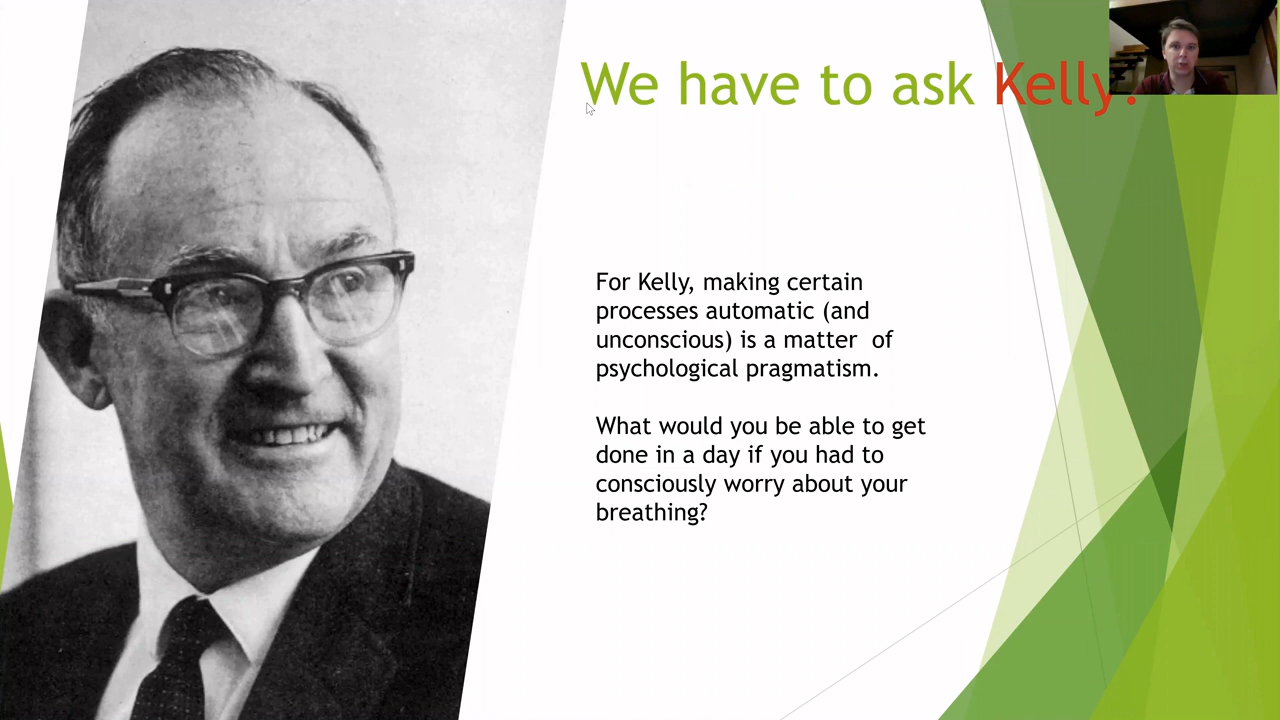 We have to ask Kelly.
For Kelly, making certain
processes automatic (and
unconscious) is a matter  of
psychological pragmatism.
What would you be able to get
done in a day if you had to
consciously worry about your
breathing?